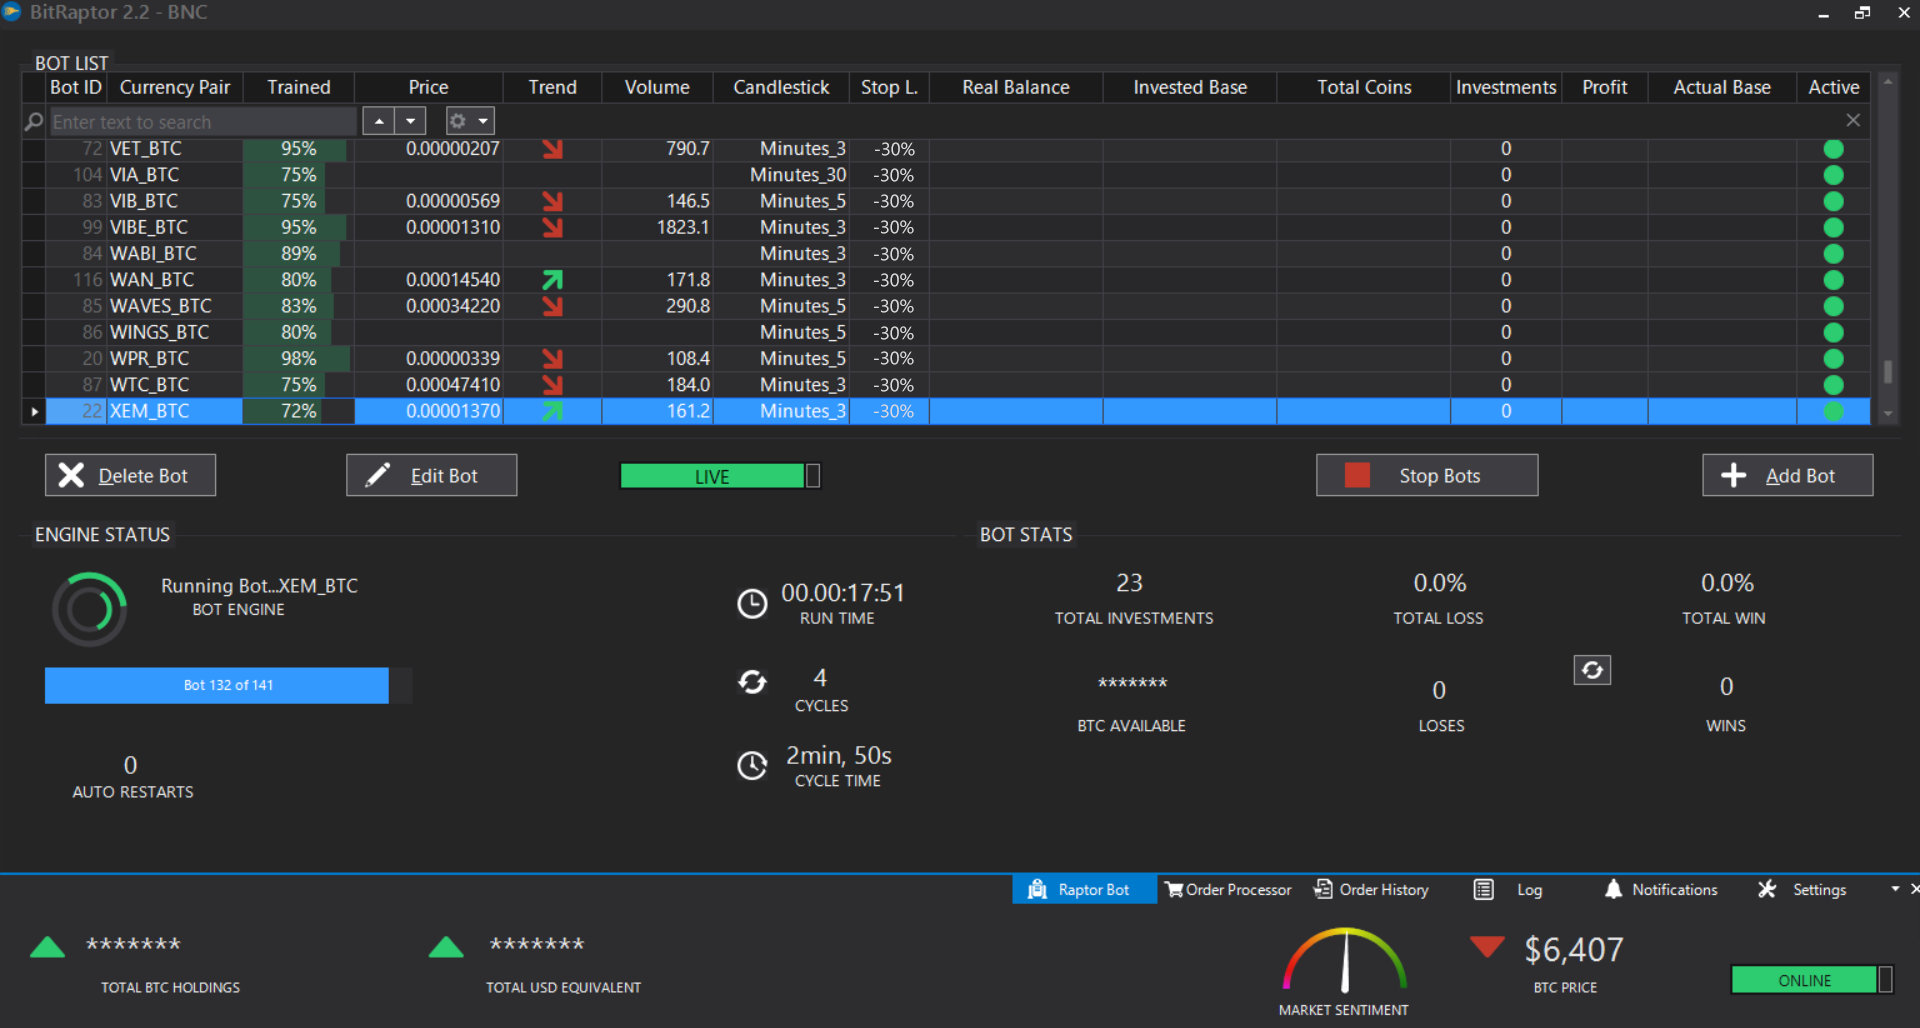 BitRaptor 2.2 - BNC
BOT LIST
Bot ID Currency Pair Trained Price Trend Volume Candlestick Stop L. Real Balance Invested Base Total Coins Investments Profit Actual Base Active
Enter text to search
72 VET_BTC 95% 0.00000207 790.7 Minutes_3 -30% 0
104 VIA_BTC 75% Minutes_30 -30% 0
83 VIB_BTC 75% 0.00000569 146.5 Minutes_5 -30% 0
99 VIBE_BTC 95% 0.00001310 1823.1 Minutes_3 -30% 0
84 WABI_BTC 89% Minutes_3 -30% 0
116 WAN_BTC 80% 0.00014540 171.8 Minutes_3 -30% 0
85 WAVES_BTC 83% 0.00034220 290.8 Minutes_5 -30% 0
86 WINGS_BTC 80% Minutes_5 -30% 0
20 WPR_BTC 98% 0.00000339 108.4 Minutes_5 -30% 0
87 WTC_BTC 75% 0.00047410 184.0 Minutes_3 -30% 0
22 XEM_BTC 72% 0.00001370 161.2 Minutes_3 -30% 0
Delete Bot Edit Bot LIVE Stop Bots Add Bot
ENGINE STATUS
Running Bot...XEM_BTC
BOT ENGINE
Bot 132 of 141
0
AUTO RESTARTS
00.00:17:51
RUN TIME
4
CYCLES
2min, 50s
CYCLE TIME
BOT STATS
23
TOTAL INVESTMENTS
0.0%
TOTAL LOSS
0.0%
TOTAL WIN
*******
BTC AVAILABLE
0
LOSES
0
WINS
Raptor Bot Order Processor Order History Log Notifications Settings
*******
TOTAL BTC HOLDINGS
*******
TOTAL USD EQUIVALENT
MARKET SENTIMENT
$6,407
BTC PRICE
ONLINE